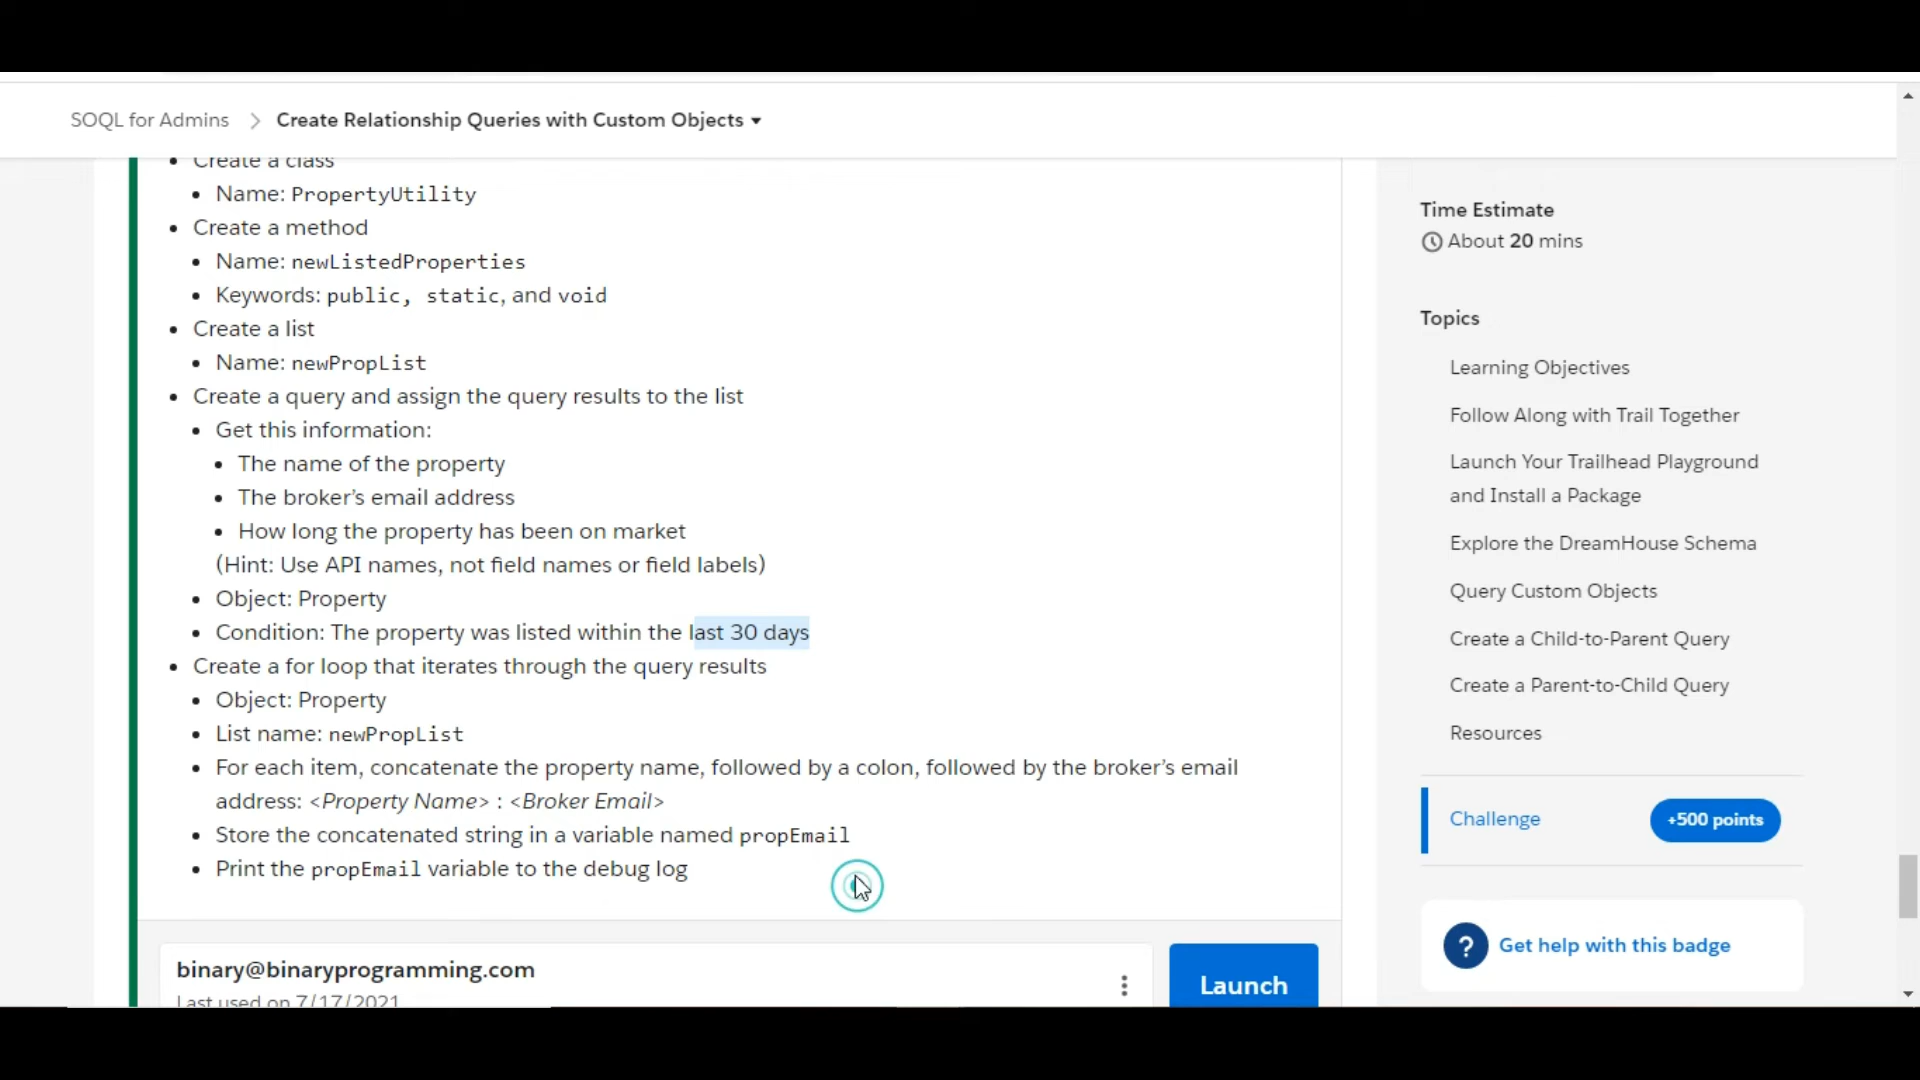 SOQL for Admins
Create Relationship Queries with Custom Objects
Create a class
Name: PropertyUtility
Create a method
Name: newListedProperties
Keywords: public, static, and void
Create a list
Name: newPropList
Create a query and assign the query results to the list
Get this information:
The name of the property
The broker’s email address
How long the property has been on market
(Hint: Use API names, not field names or field labels)
Object: Property
Condition: The property was listed within the last 30 days
Create a for loop that iterates through the query results
Object: Property
List name: newPropList
For each item, concatenate the property name, followed by a colon, followed by the broker’s email
address: <Property Name> : <Broker Email>
Store the concatenated string in a variable named propEmail
Print the propEmail variable to the debug log
binary@binaryprogramming.com
Last used on 7/17/2021
Launch
Time Estimate
About 20 mins
Topics
Learning Objectives
Follow Along with Trail Together
Launch Your Trailhead Playground
and Install a Package
Explore the DreamHouse Schema
Query Custom Objects
Create a Child-to-Parent Query
Create a Parent-to-Child Query
Resources
Challenge
+500 points
? Get help with this badge